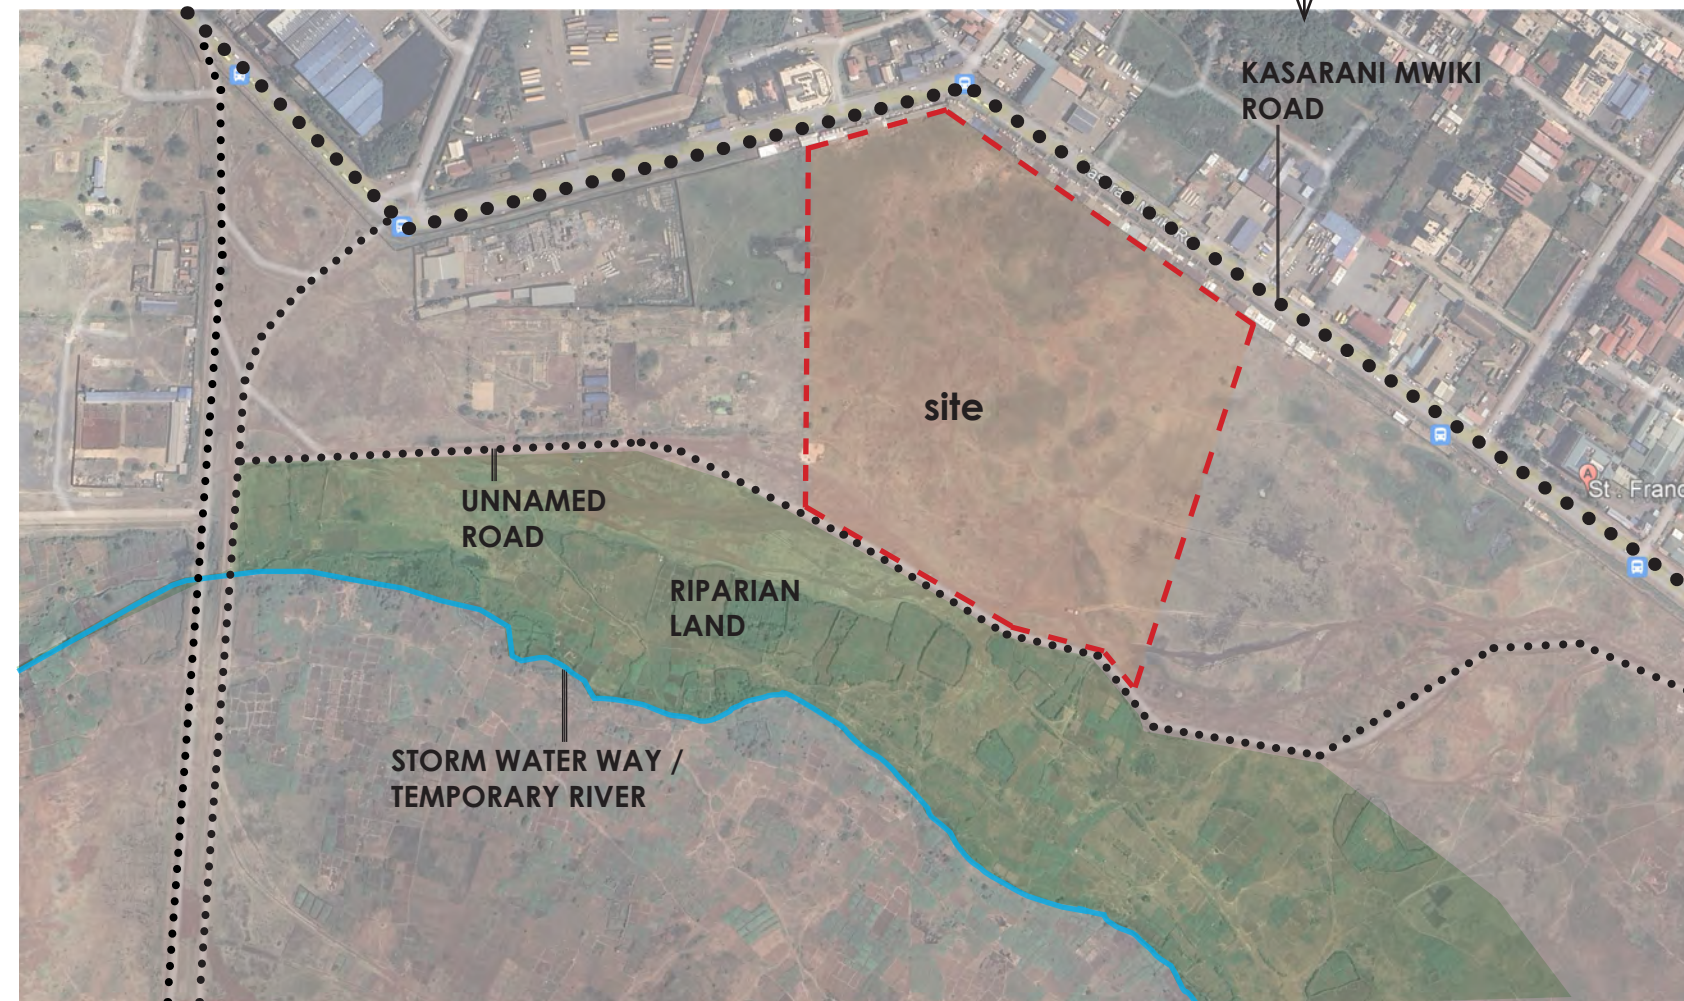 KASARANI MWIKI
ROAD
site
A
St . Franc
UNNAMED
ROAD
RIPARIAN
LAND
STORM WATER WAY /
TEMPORARY RIVER